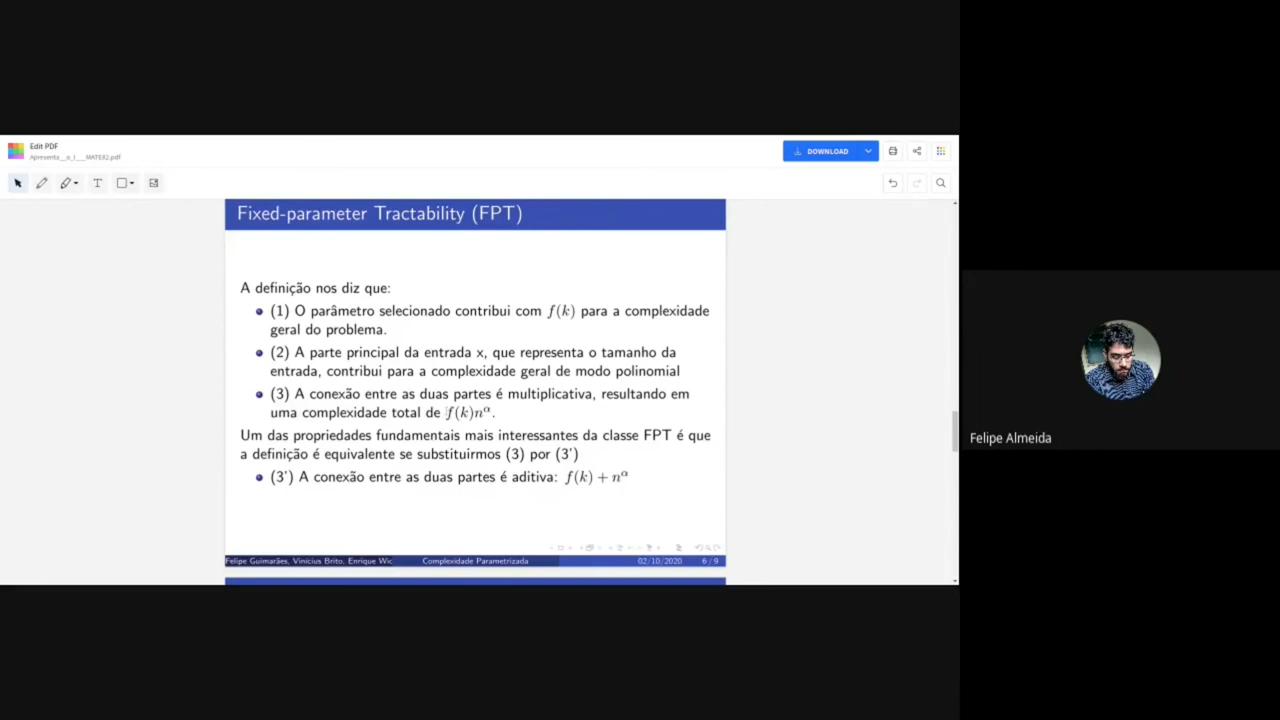 Edit PDF
Apresenta__o_I___MATE82.pdf
DOWNLOAD
T
Fixed-parameter Tractability (FPT)
A definição nos diz que:
(1) O parâmetro selecionado contribui com f(k) para a complexidade
geral do problema.
(2) A parte principal da entrada x, que representa o tamanho da
entrada, contribui para a complexidade geral de modo polinomial
(3) A conexão entre as duas partes é multiplicativa, resultando em
uma complexidade total de f(k)n^α.
Um das propriedades fundamentais mais interessantes da classe FPT é que
a definição é equivalente se substituirmos (3) por (3')
(3') A conexão entre as duas partes é aditiva: f(k) + n^α
Felipe Guimarães, Vinícius Brito, Enrique Wic
Complexidade Parametrizada
02/10/2020
6 / 9
Felipe Almeida